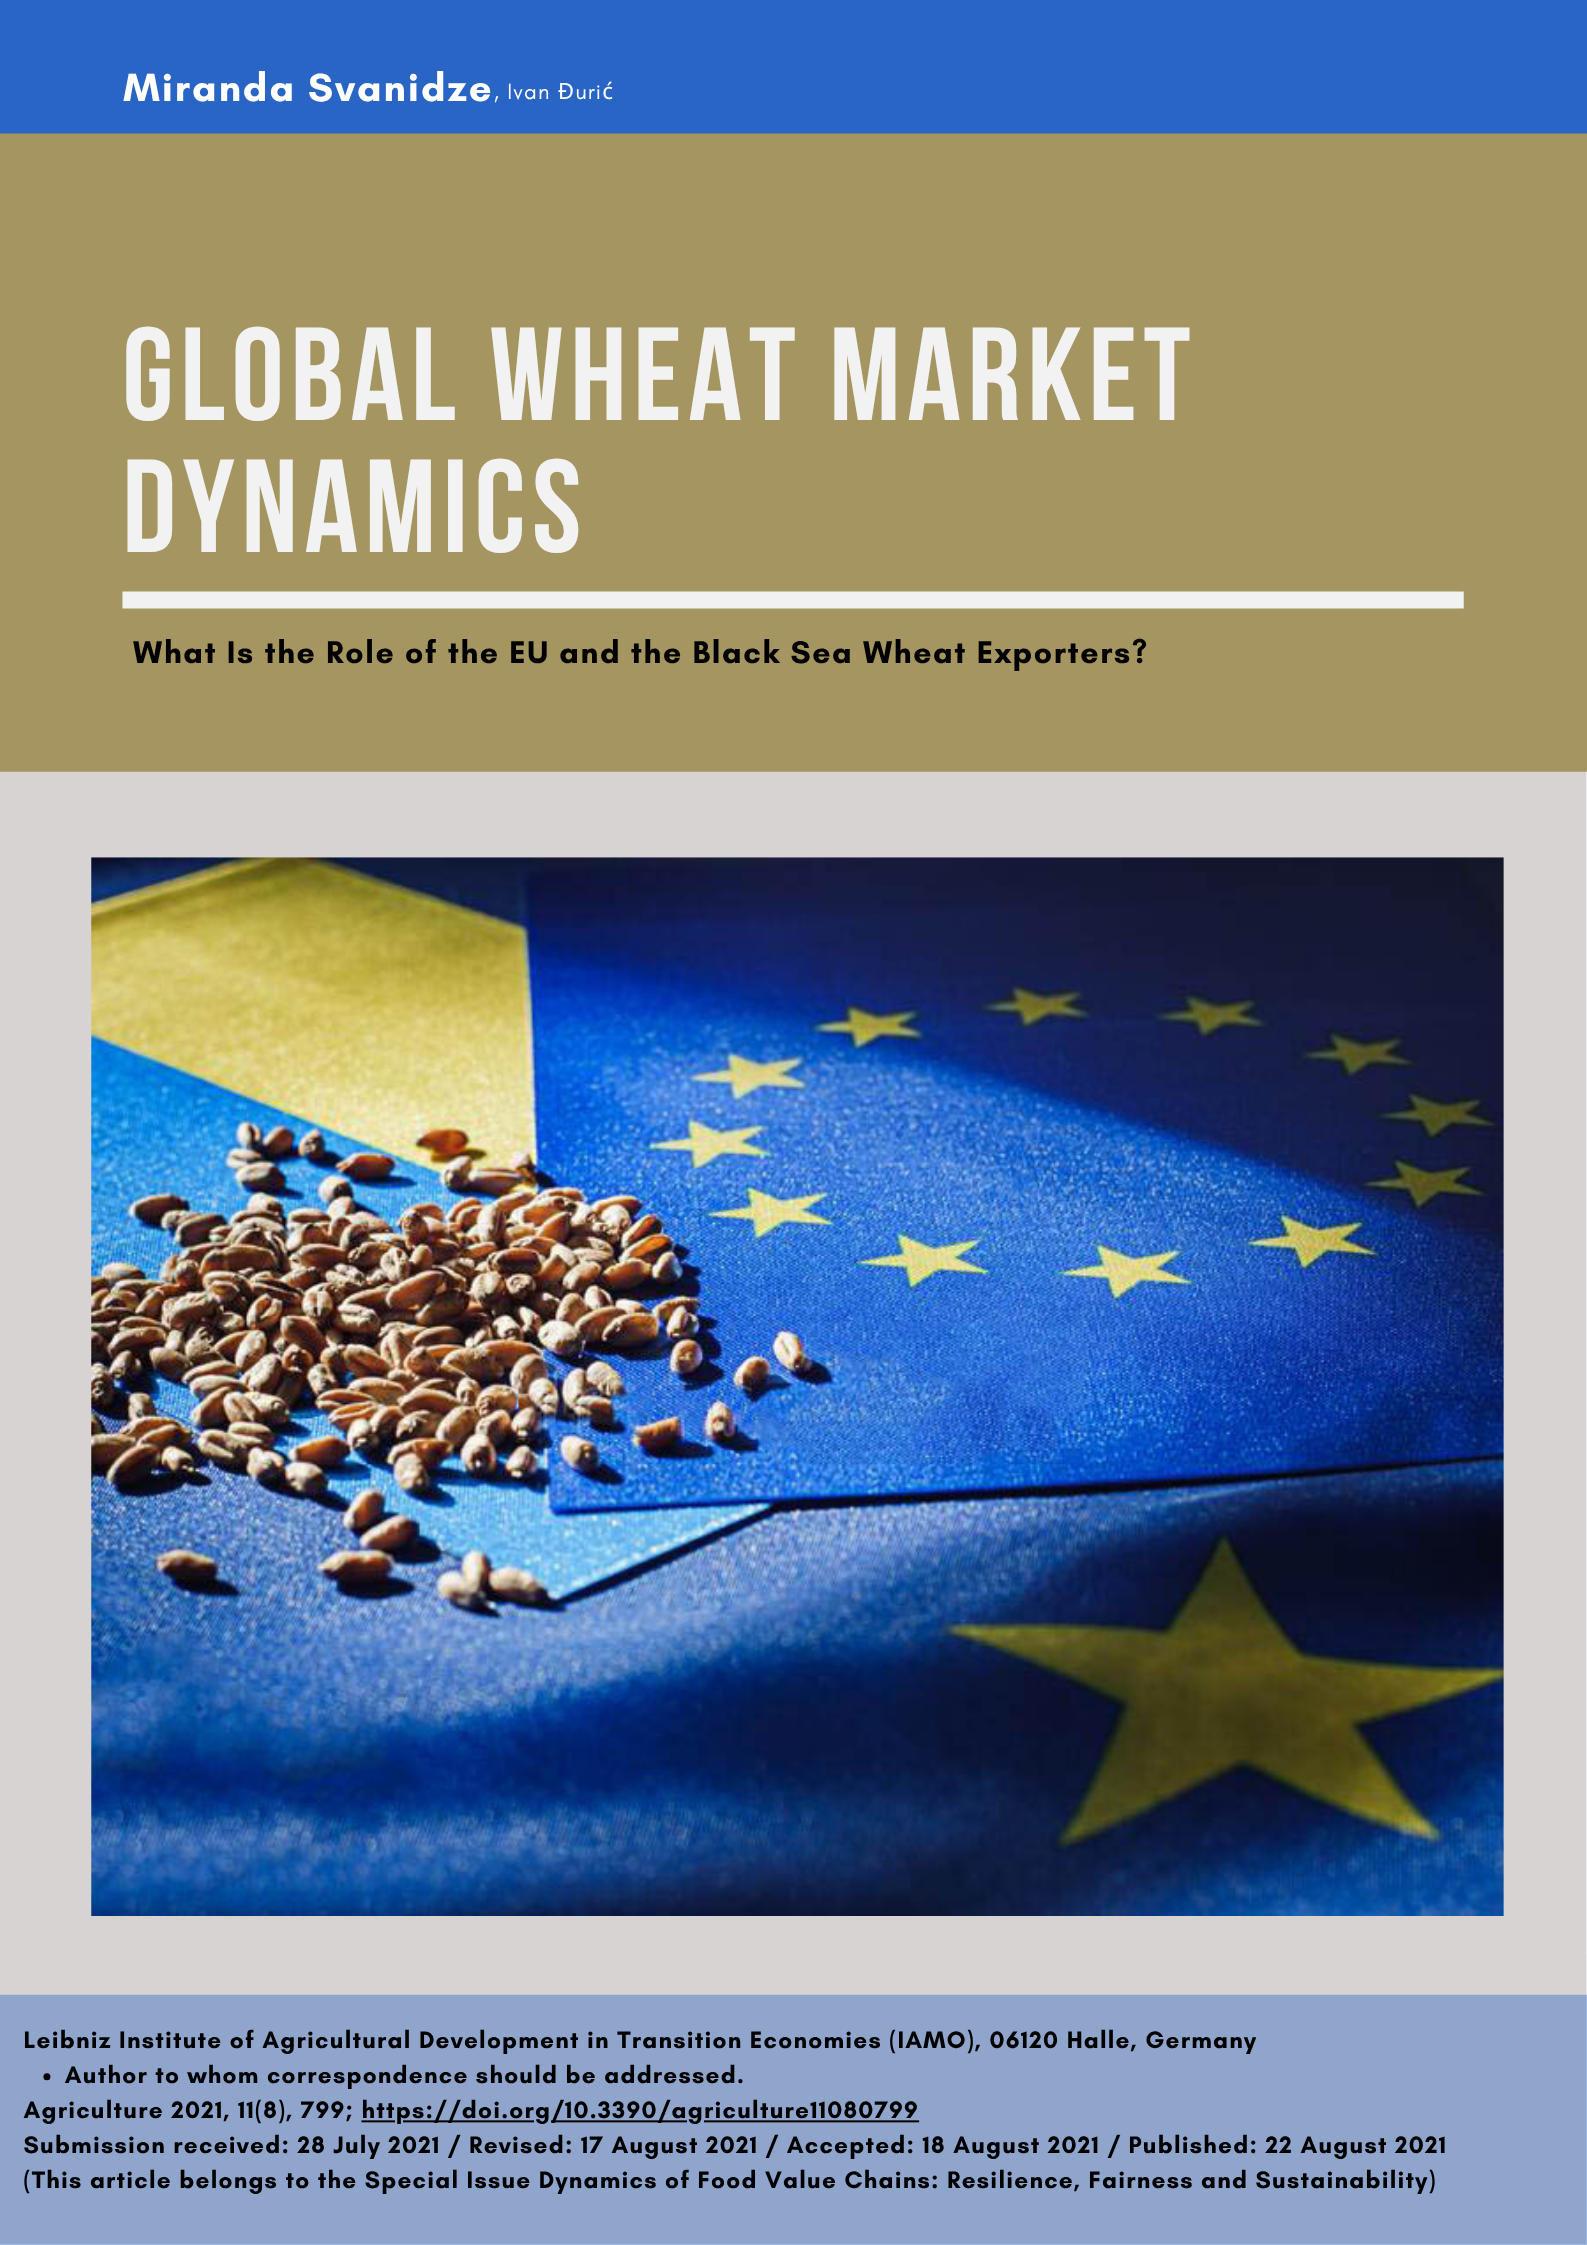 Miranda Svanidze, Ivan Đurić
GLOBAL WHEAT MARKET
DYNAMICS
What Is the Role of the EU and the Black Sea Wheat Exporters?
Leibniz Institute of Agricultural Development in Transition Economies (IAMO), 06120 Halle, Germany
• Author to whom correspondence should be addressed.
Agriculture 2021, 11(8), 799; https://doi.org/10.3390/agriculture11080799
Submission received: 28 July 2021 / Revised: 17 August 2021 / Accepted: 18 August 2021 / Published: 22 August 2021
(This article belongs to the Special Issue Dynamics of Food Value Chains: Resilience, Fairness and Sustainability)